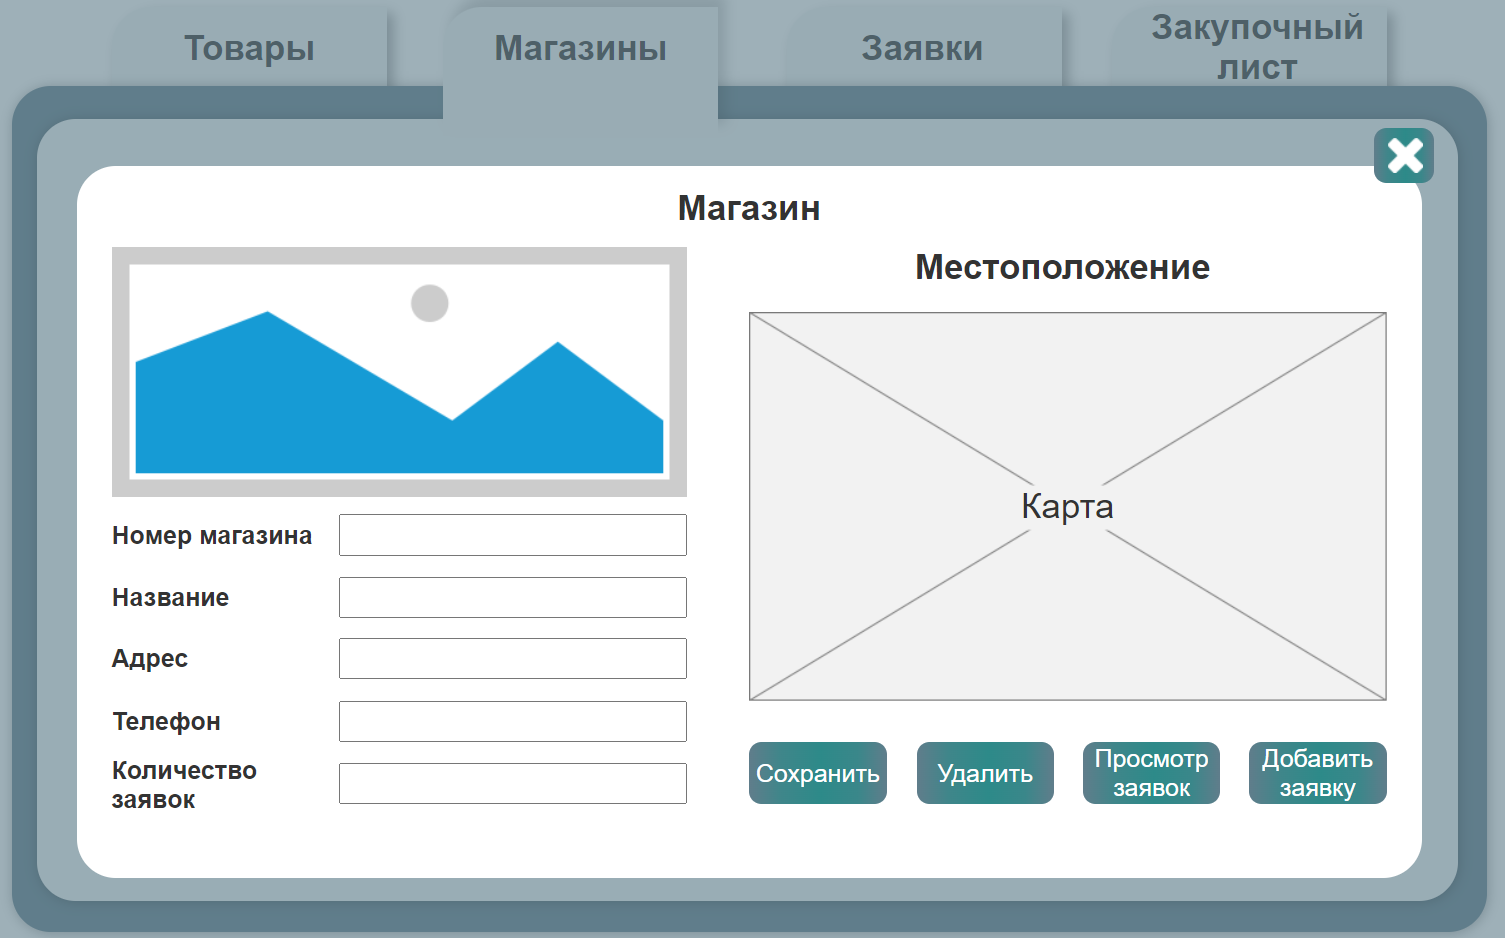 Товары
Магазины
Заявки
Закупочный
лист
Магазин
Местоположение
Карта
Номер магазина
Название
Адрес
Телефон
Количество
заявок
Сохранить
Удалить
Просмотр
заявок
Добавить
заявку